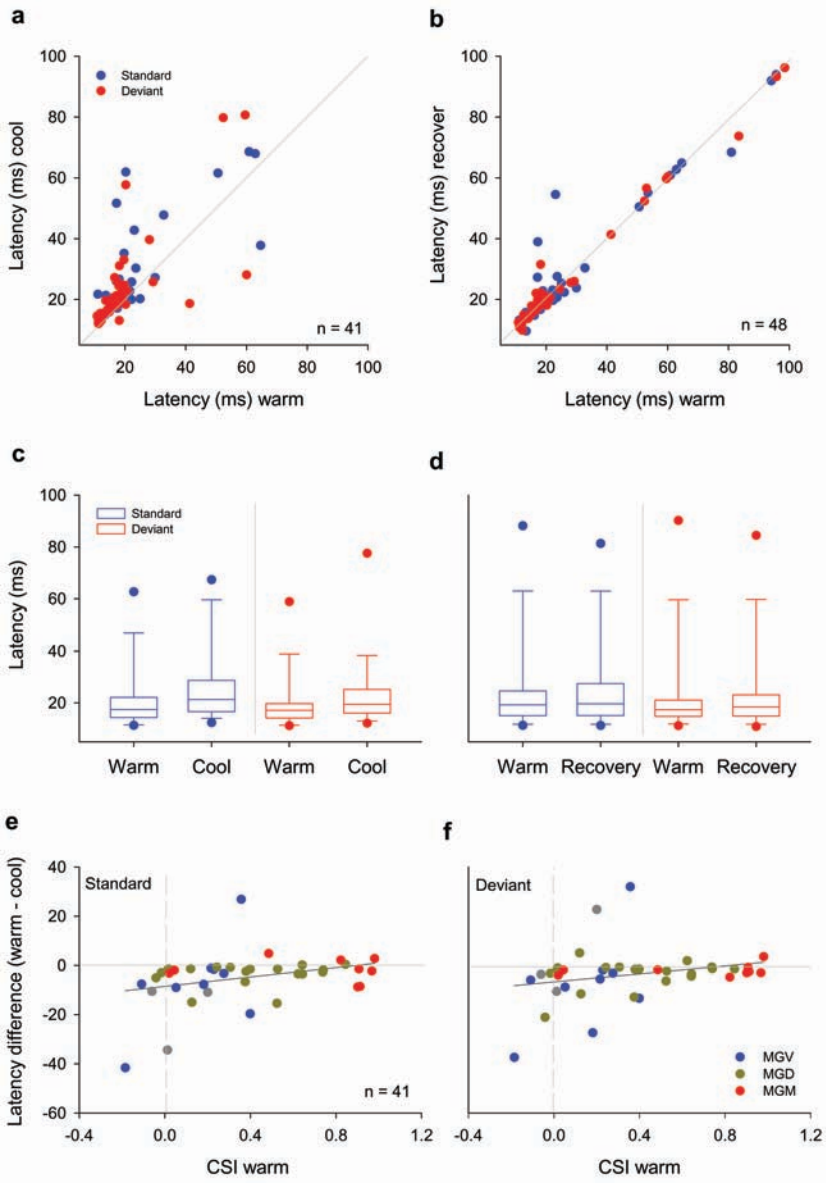 a
b
100
80
60
40
20
Latency (ms) cool
Standard
Deviant
n = 41
20
40
60
80
100
Latency (ms) warm
100
80
60
40
20
Latency (ms) recover
n = 48
20
40
60
80
100
Latency (ms) warm
c
d
100
80
60
40
20
Latency (ms)
Standard
Deviant
Warm
Cool
Warm
Cool
Warm
Recovery
Warm
Recovery
e
f
40
20
0
-20
-40
-60
Latency difference (warm - cool)
Standard
n = 41
-0.4
0.0
0.4
0.8
1.2
CSI warm
Deviant
MGV
MGD
MGM
-0.4
0.0
0.4
0.8
1.2
CSI warm